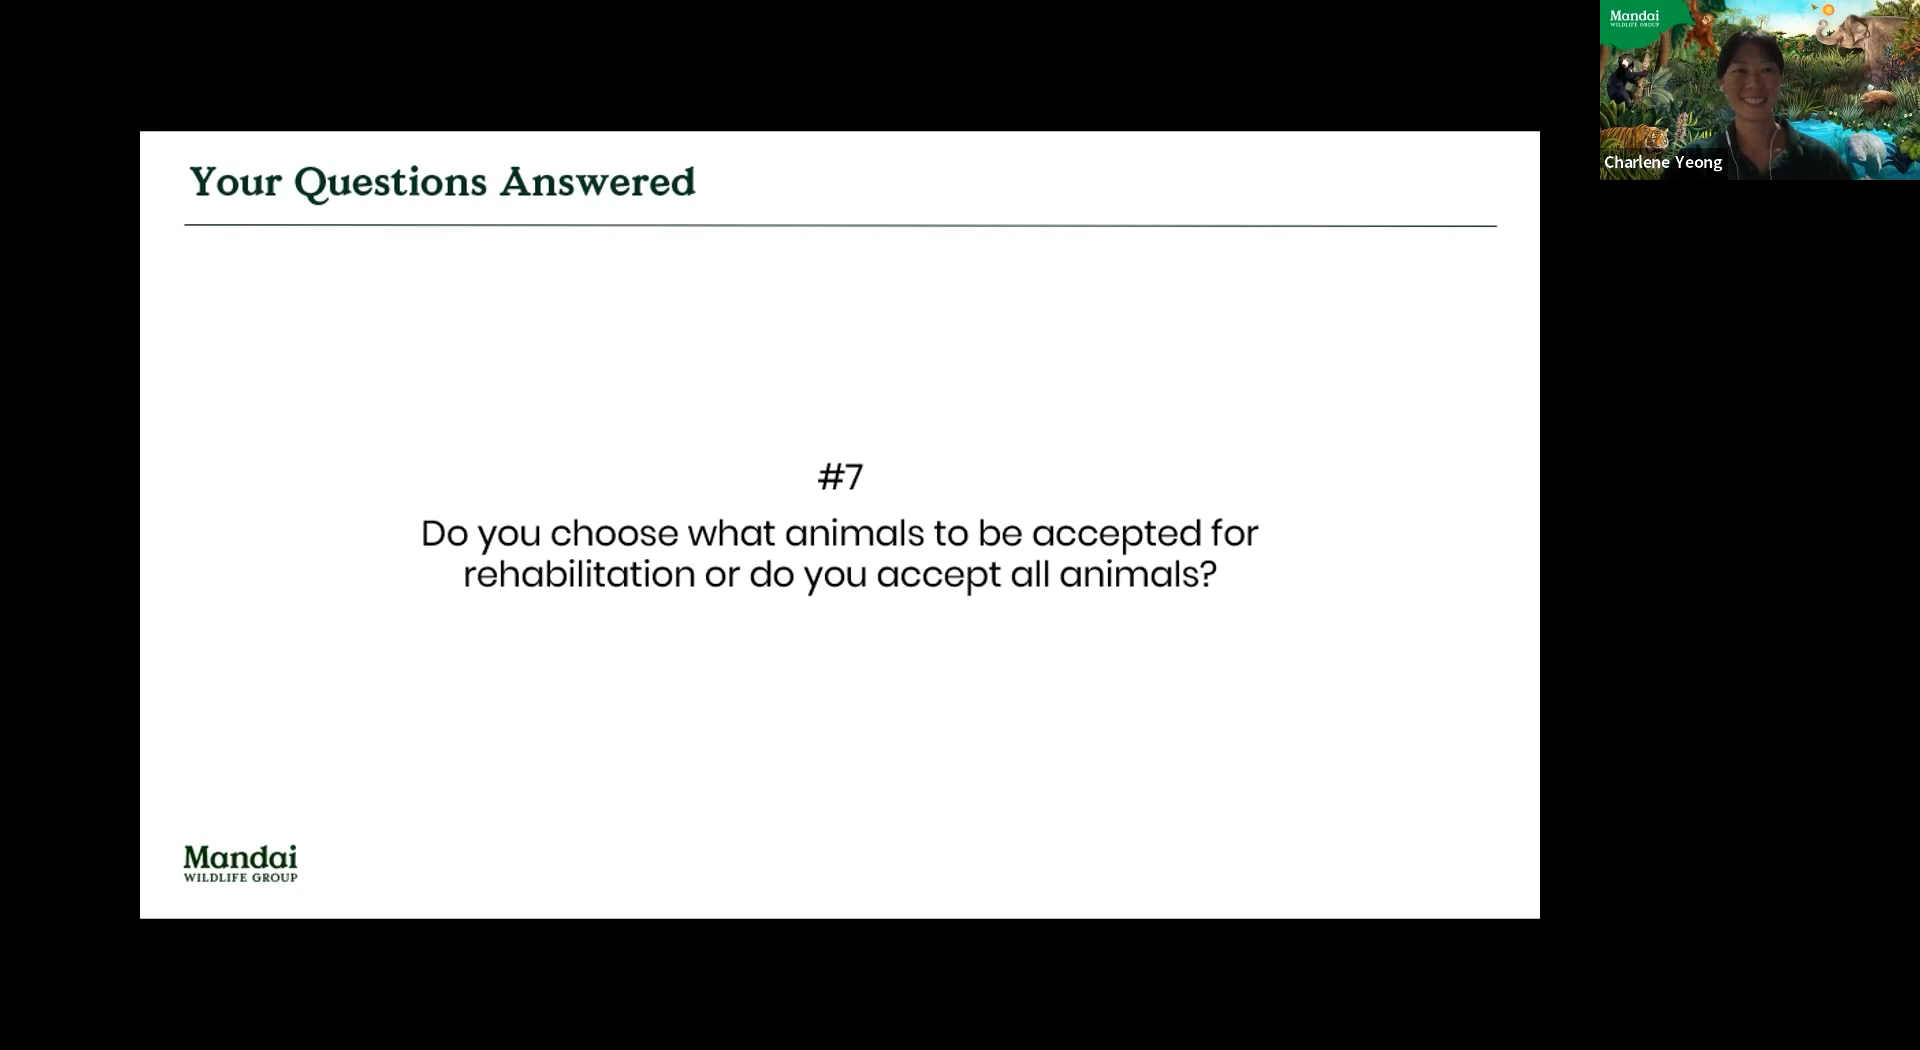 Your Questions Answered
#7
Do you choose what animals to be accepted for
rehabilitation or do you accept all animals?
Mandai
WILDLIFE GROUP
Mandai
WILDLIFE GROUP
Charlene Yeong